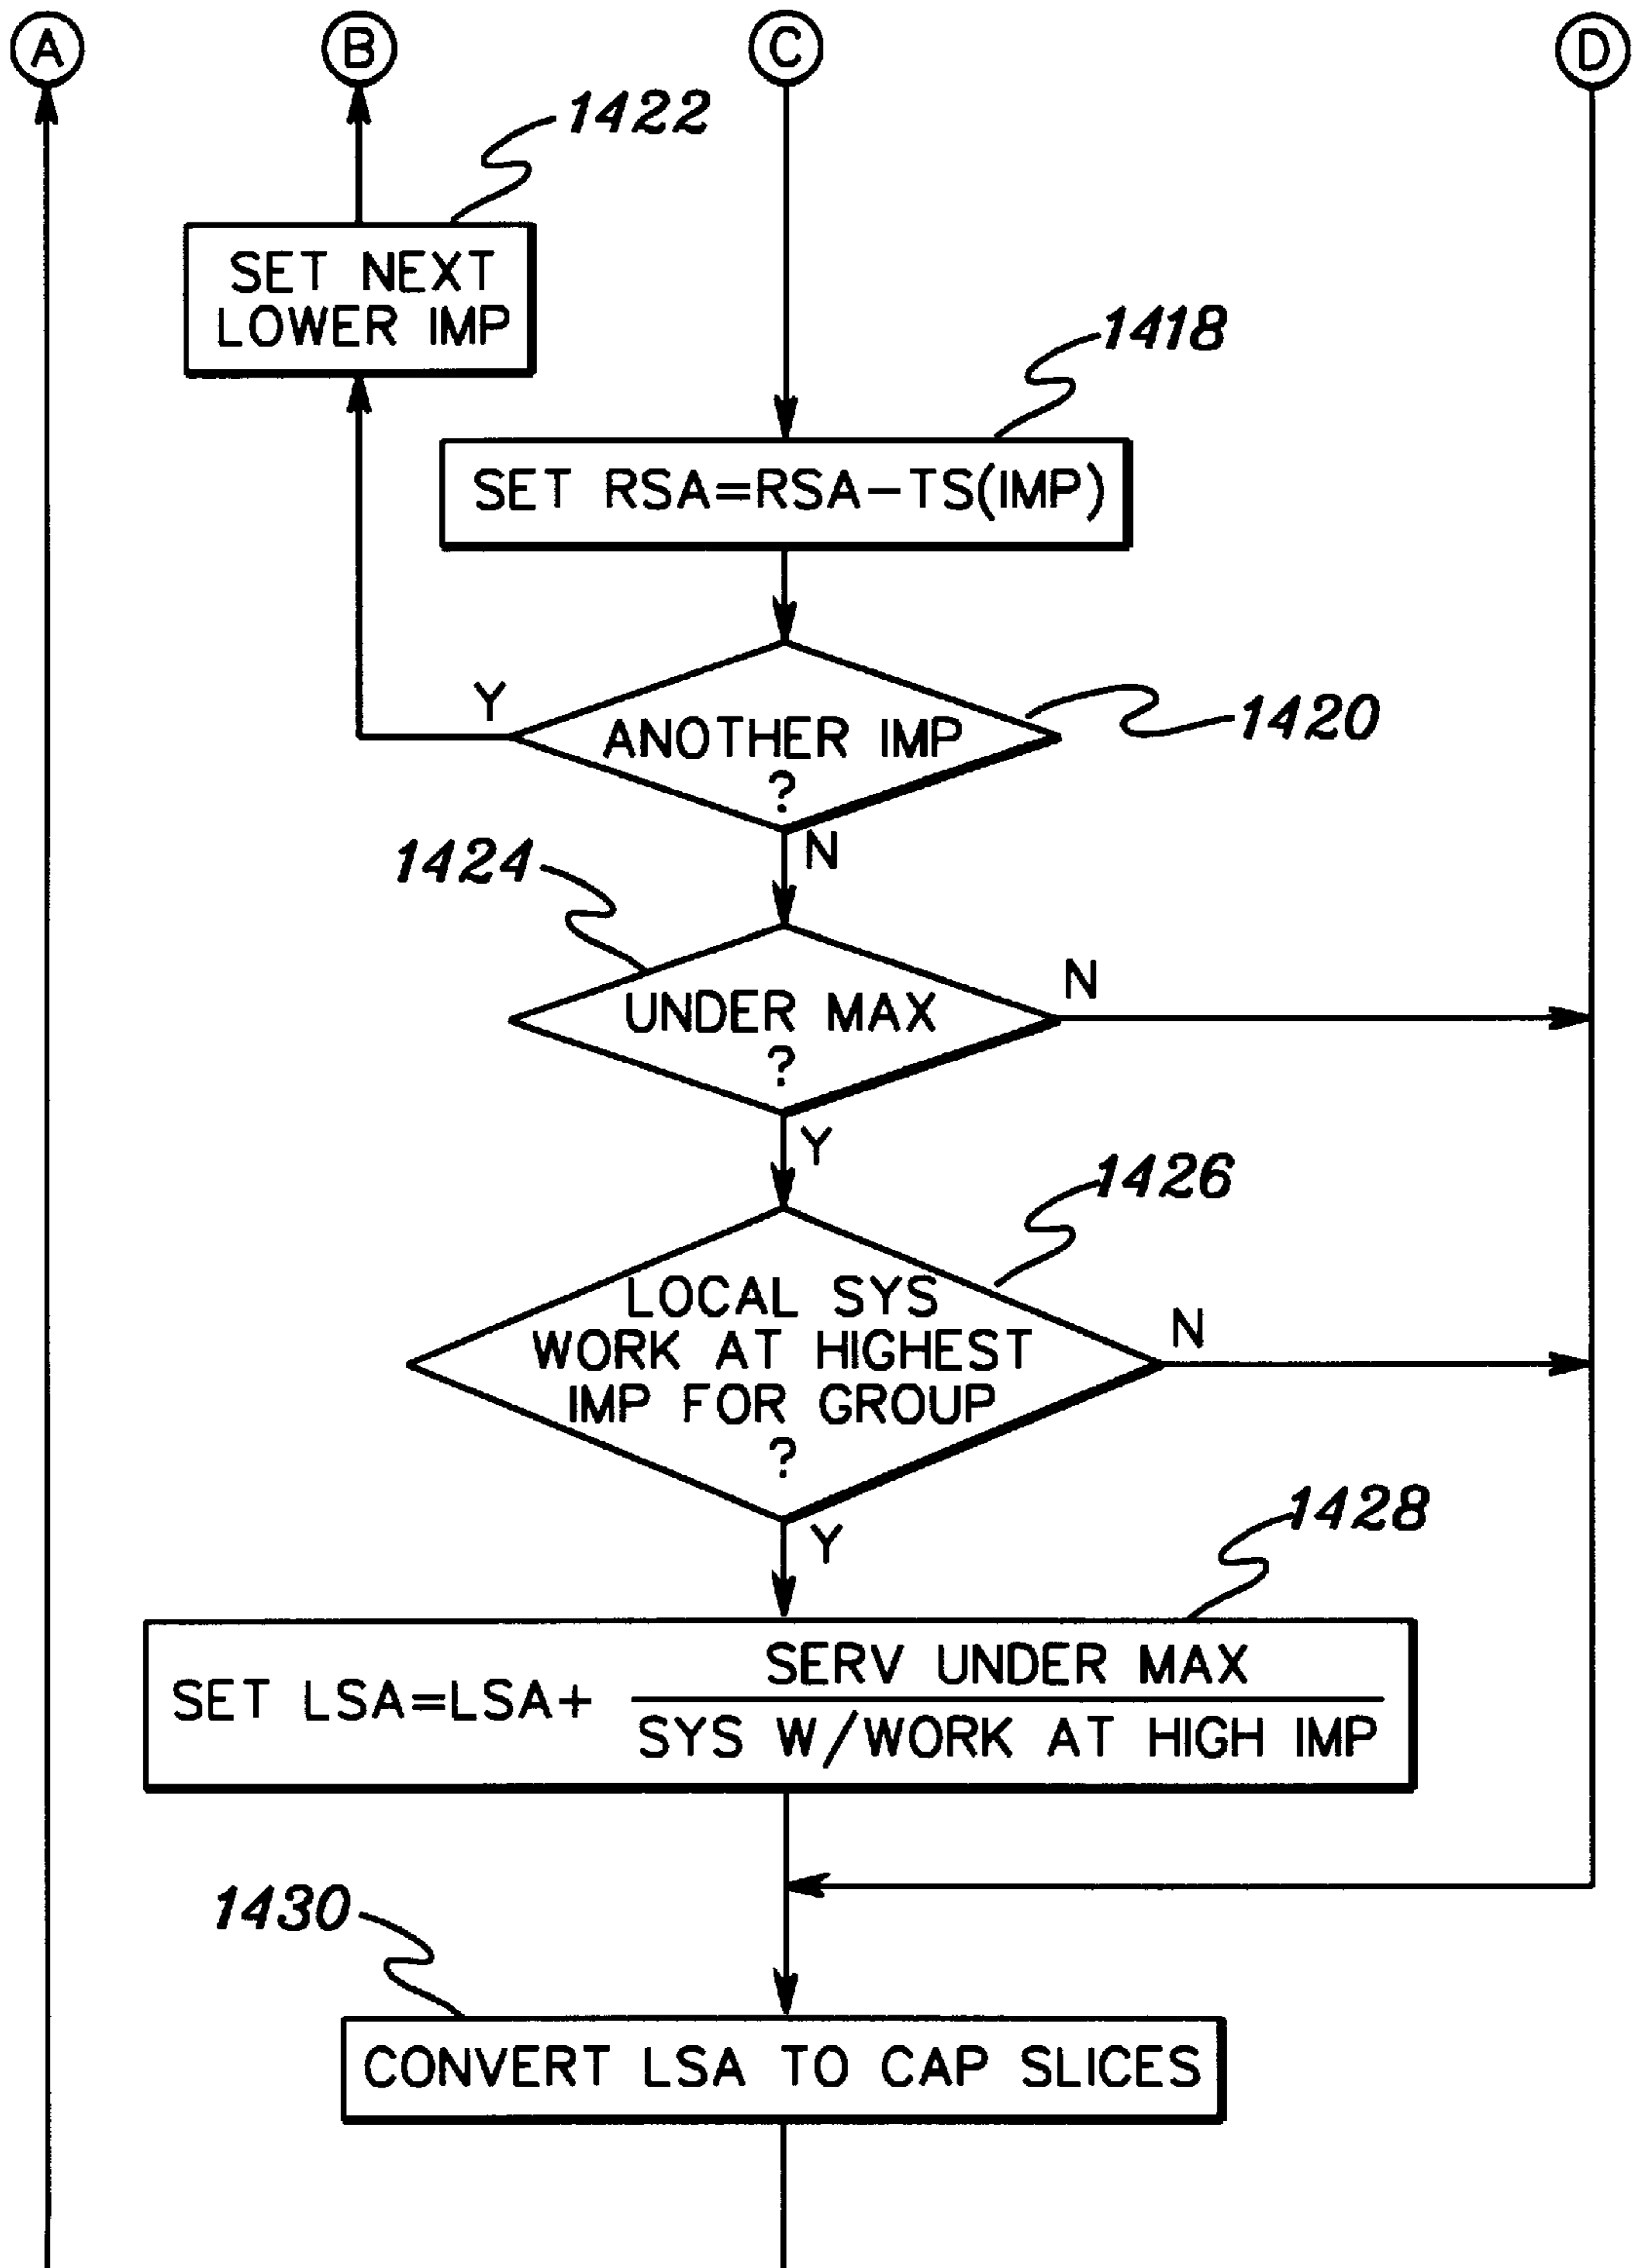 A
B
C
D
1422
SET NEXT
LOWER IMP
1418
SET RSA=RSA-TS(IMP)
Y
ANOTHER IMP
?
1420
N
1424
UNDER MAX
?
N
Y
1426
LOCAL SYS
WORK AT HIGHEST
IMP FOR GROUP
?
N
Y
1428
SET LSA=LSA+
SERV UNDER MAX
SYS W/WORK AT HIGH IMP
1430
CONVERT LSA TO CAP SLICES